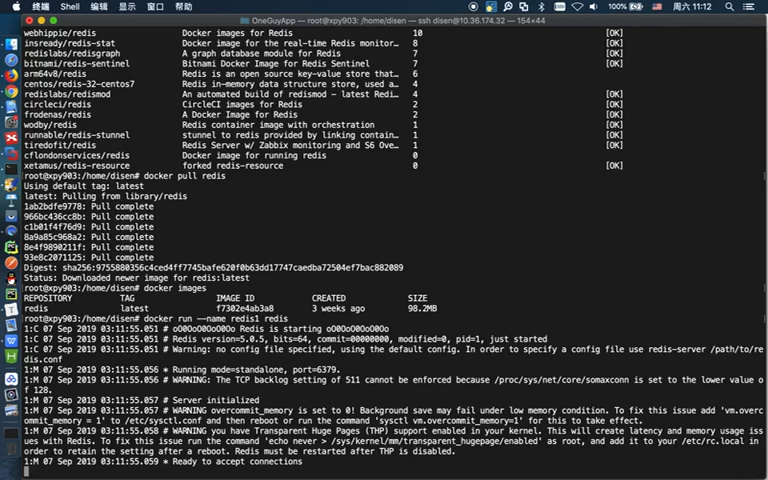 终端 Shell 编辑 显示 窗口 帮助 100% 周六 11:12
OneGuyApp — root@xpy903: /home/disen — ssh disen@10.36.174.32 — 154×44
webhippie/redis Docker images for Redis 10 [OK]
insready/redis-stat Docker image for the real-time Redis monitor… 8 [OK]
redislabs/redisgraph A graph database module for Redis 7 [OK]
bitnami/redis-sentinel Bitnami Docker Image for Redis Sentinel 7 [OK]
arm64v8/redis Redis is an open source key-value store that… 6
centos/redis-32-centos7 Redis in-memory data structure store, used a… 4
redislabs/redismod An automated build of redismod - latest Redi… 4 [OK]
circleci/redis CircleCI images for Redis 2 [OK]
frodenas/redis A Docker Image for Redis 2 [OK]
wodby/redis Redis container image with orchestration 1 [OK]
runnable/redis-stunnel stunnel to redis provided by linking contain… 1 [OK]
tiredofit/redis Redis Server w/ Zabbix monitoring and S6 Ove… 1 [OK]
cflondonservices/redis Docker image for running redis 0
xetamus/redis-resource forked redis-resource 0 [OK]
root@xpy903:/home/disen# docker pull redis
Using default tag: latest
latest: Pulling from library/redis
1ab2bdfe9778: Pull complete
966bc436cc8b: Pull complete
c1b01f4f76d9: Pull complete
8a9a85c968a2: Pull complete
8e4f9890211f: Pull complete
93e8c2071125: Pull complete
Digest: sha256:9755880356c4ced4ff7745bafe620f0b63dd17747caedba72504ef7bac882089
Status: Downloaded newer image for redis:latest
root@xpy903:/home/disen# docker images
REPOSITORY TAG IMAGE ID CREATED SIZE
redis latest f7302e4ab3a8 3 weeks ago 98.2MB
root@xpy903:/home/disen# docker run --name redis1 redis
1:C 07 Sep 2019 03:11:55.051 # oO0OoO0OoO0Oo Redis is starting oO0OoO0OoO0Oo
1:C 07 Sep 2019 03:11:55.051 # Redis version=5.0.5, bits=64, commit=00000000, modified=0, pid=1, just started
1:C 07 Sep 2019 03:11:55.051 # Warning: no config file specified, using the default config. In order to specify a config file use redis-server /path/to/re
dis.conf
1:M 07 Sep 2019 03:11:55.056 * Running mode=standalone, port=6379.
1:M 07 Sep 2019 03:11:55.056 # WARNING: The TCP backlog setting of 511 cannot be enforced because /proc/sys/net/core/somaxconn is set to the lower value o
f 128.
1:M 07 Sep 2019 03:11:55.057 # Server initialized
1:M 07 Sep 2019 03:11:55.057 # WARNING overcommit_memory is set to 0! Background save may fail under low memory condition. To fix this issue add 'vm.overc
ommit_memory = 1' to /etc/sysctl.conf and then reboot or run the command 'sysctl vm.overcommit_memory=1' for this to take effect.
1:M 07 Sep 2019 03:11:55.058 # WARNING you have Transparent Huge Pages (THP) support enabled in your kernel. This will create latency and memory usage iss
ues with Redis. To fix this issue run the command 'echo never > /sys/kernel/mm/transparent_hugepage/enabled' as root, and add it to your /etc/rc.local in
order to retain the setting after a reboot. Redis must be restarted after THP is disabled.
1:M 07 Sep 2019 03:11:55.059 * Ready to accept connections